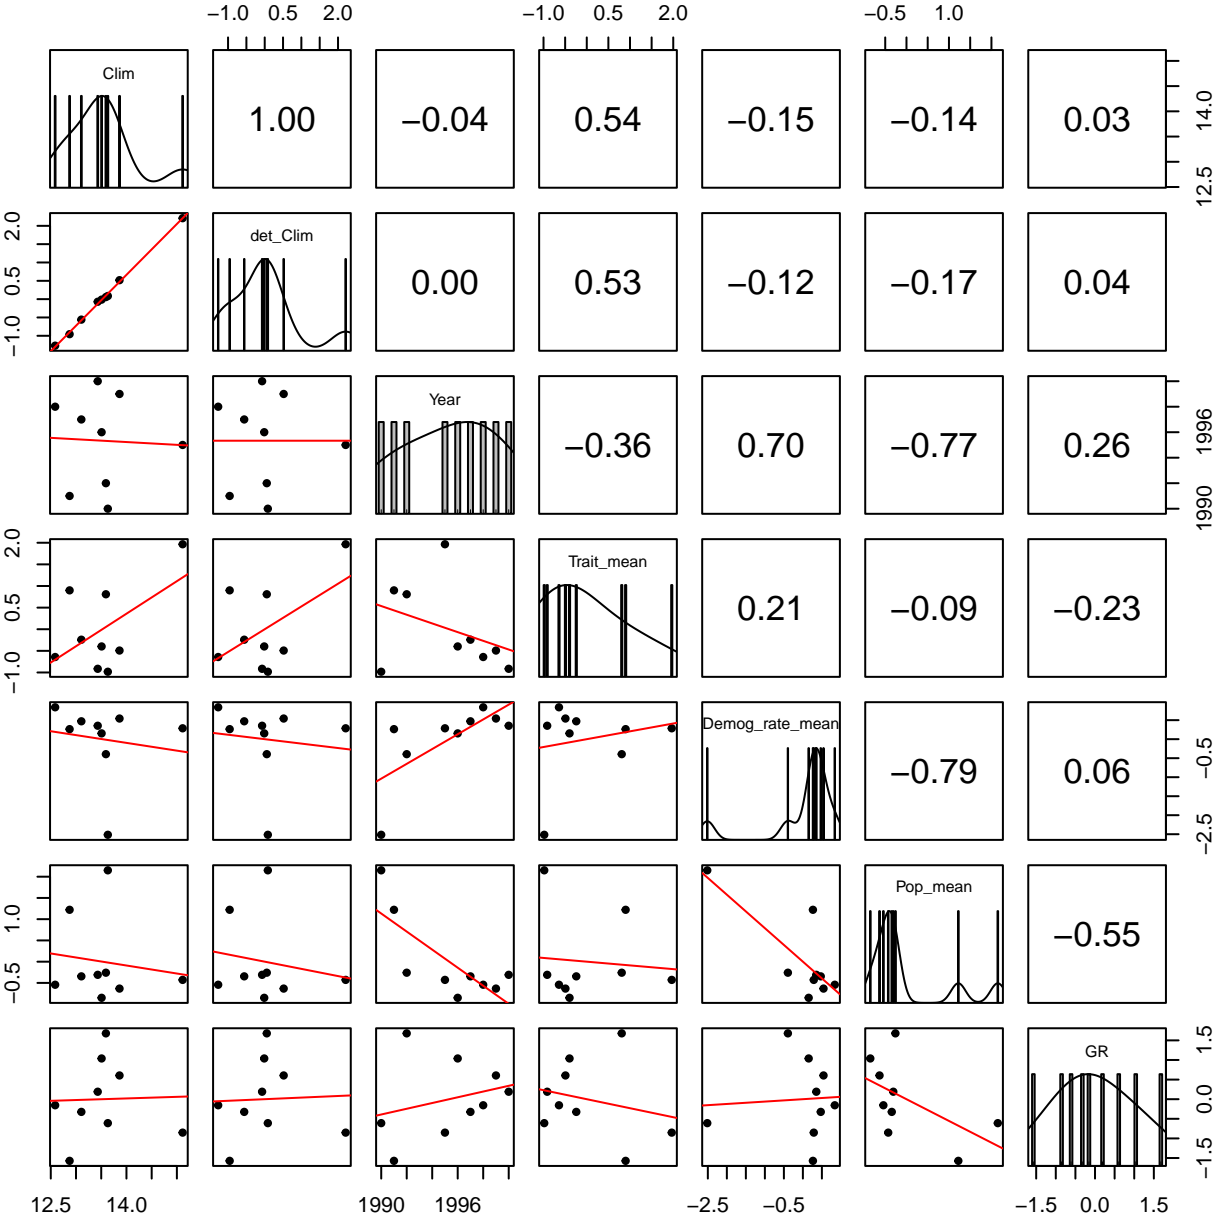 −1.0 0.5 2.0 −1.0 0.5 2.0 −0.5 1.0
Clim
1.00 −0.04 0.54 −0.15 −0.14 0.03
12.5 14.0
det_Clim
0.00 0.53 −0.12 −0.17 0.04
−1.0 0.5 2.0
Year
−0.36 0.70 −0.77 0.26
1990 1996
Trait_mean
0.21 −0.09 −0.23
−1.0 0.5 2.0
Demog_rate_mean
−0.79 0.06
−2.5 −0.5
Pop_mean
−0.55
−0.5 1.0
GR
−1.5 0.0 1.5
12.5 14.0 1990 1996 −2.5 −0.5 −1.5 0.0 1.5